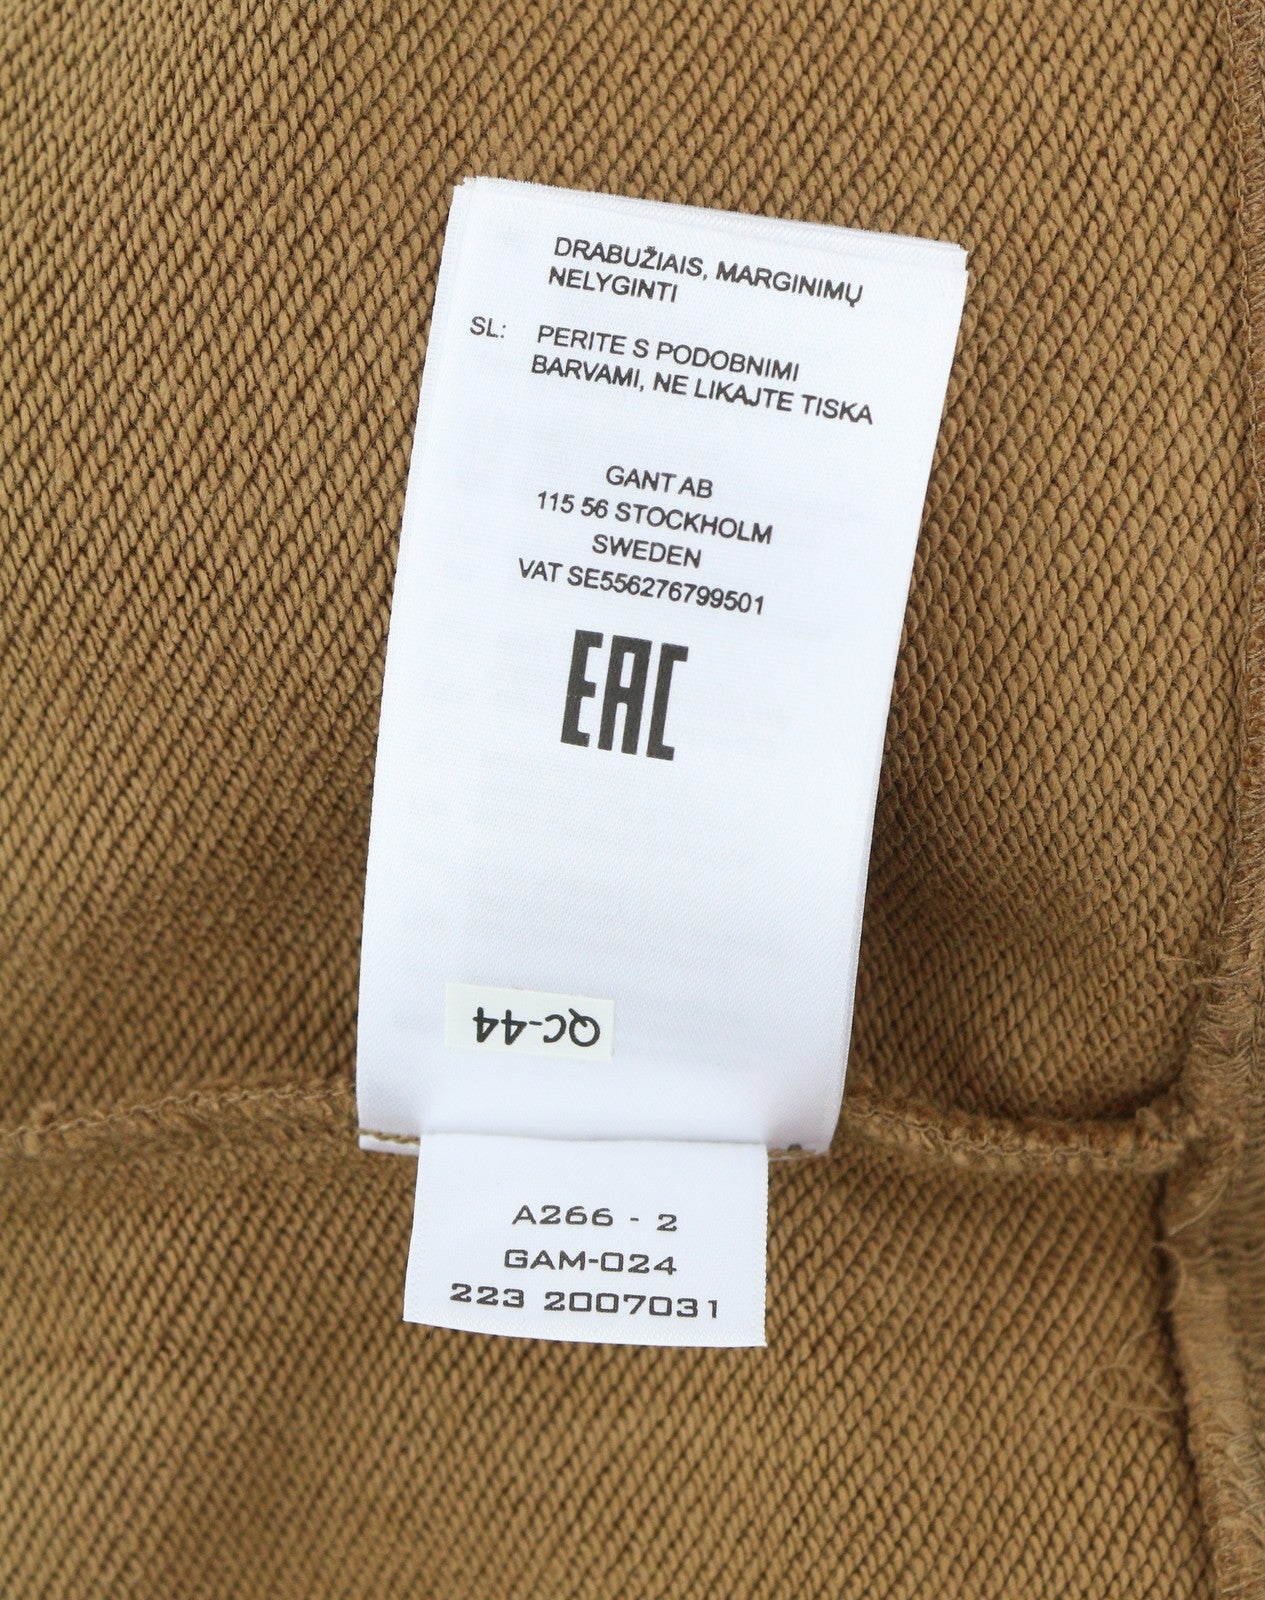 DRABUŽIAIS, MARGINIMŲ
NELYGINTI
SL: PERITE S PODOBNIMI
BARVAMI, NE LIKAJTE TISKA
GANT AB
115 56 STOCKHOLM
SWEDEN
VAT SE556276799501
EAC
QC-44
A266 - 2
GAM-024
223 2007031